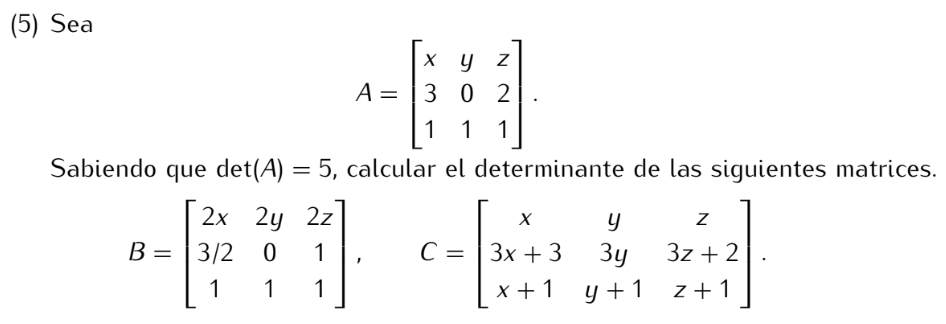 (5) Sea
A = [ x y z
3 0 2
1 1 1 ] .
Sabiendo que det(A) = 5, calcular el determinante de las siguientes matrices.
B = [ 2x 2y 2z
3/2 0 1
1 1 1 ] ,
C = [ x y z
3x + 3 3y 3z + 2
x + 1 y + 1 z + 1 ] .